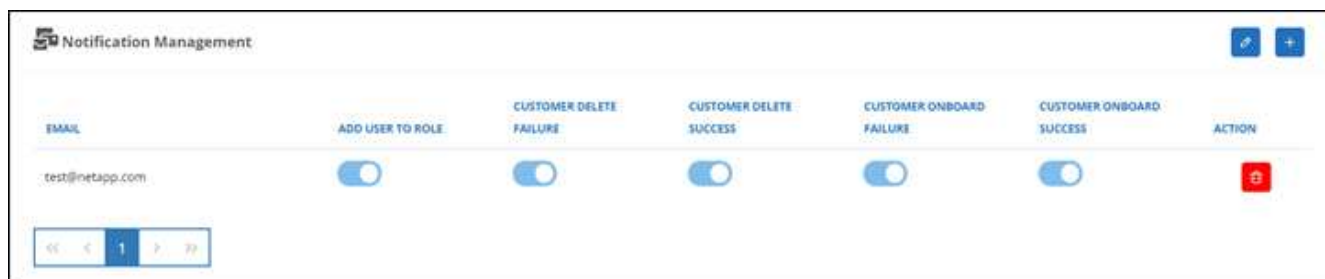 Notification Management
EMAIL
ADD USER TO ROLE
CUSTOMER DELETE
FAILURE
CUSTOMER DELETE
SUCCESS
CUSTOMER ONBOARD
FAILURE
CUSTOMER ONBOARD
SUCCESS
ACTION
test@netapp.com
<< < 1 > >>